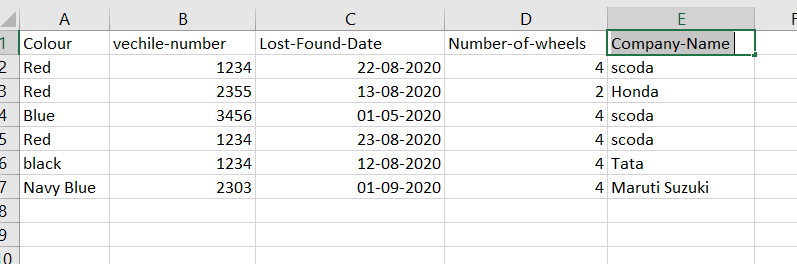 A B C D E F
1 Colour vechile-number Lost-Found-Date Number-of-wheels Company-Name
2 Red 1234 22-08-2020 4 scoda
3 Red 2355 13-08-2020 2 Honda
4 Blue 3456 01-05-2020 4 scoda
5 Red 1234 23-08-2020 4 scoda
6 black 1234 12-08-2020 4 Tata
7 Navy Blue 2303 01-09-2020 4 Maruti Suzuki
8
9
10